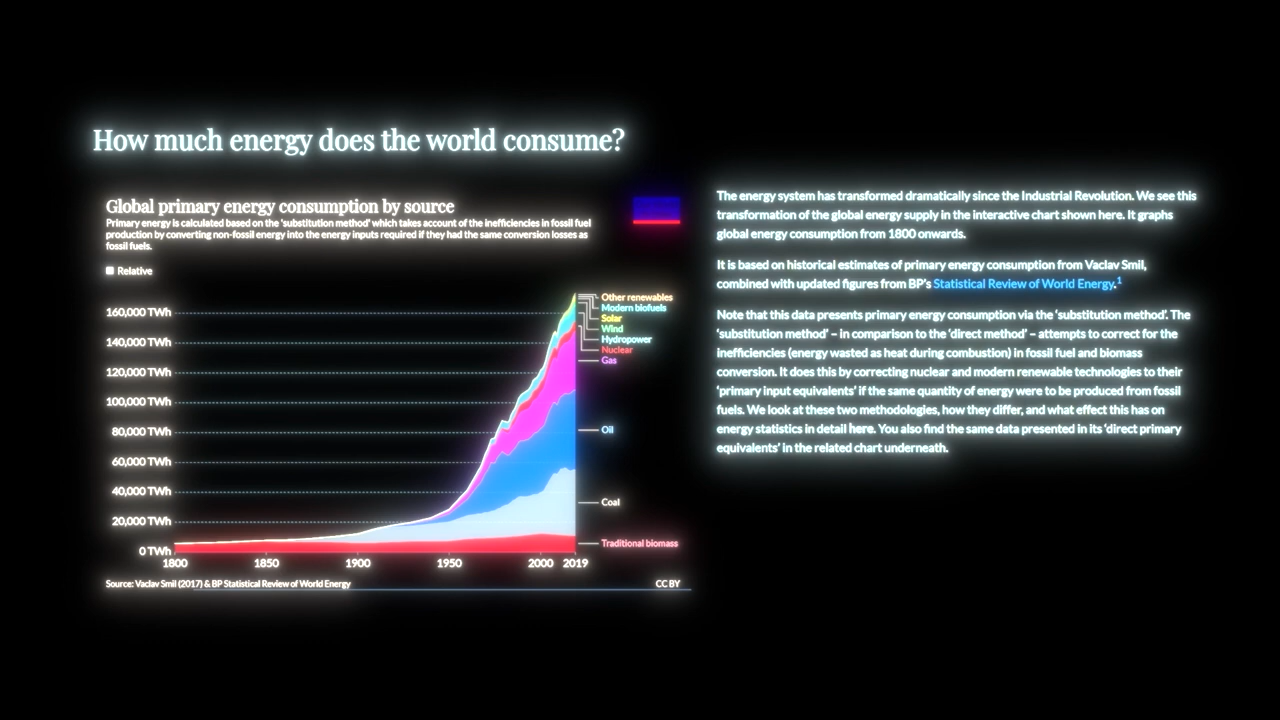 How much energy does the world consume?
Global primary energy consumption by source
Primary energy is calculated based on the 'substitution method' which takes account of the inefficiencies in fossil fuel
production by converting non-fossil energy into the energy inputs required if they had the same conversion losses as
fossil fuels.
Relative
160,000 TWh
140,000 TWh
120,000 TWh
100,000 TWh
80,000 TWh
60,000 TWh
40,000 TWh
20,000 TWh
0 TWh
1800
1850
1900
1950
2000
2019
Other renewables
Modern biofuels
Solar
Wind
Hydropower
Nuclear
Gas
Oil
Coal
Traditional biomass
Source: Vaclav Smil (2017) & BP Statistical Review of World Energy
CC BY
The energy system has transformed dramatically since the Industrial Revolution. We see this
transformation of the global energy supply in the interactive chart shown here. It graphs
global energy consumption from 1800 onwards.
It is based on historical estimates of primary energy consumption from Vaclav Smil,
combined with updated figures from BP's Statistical Review of World Energy.1
Note that this data presents primary energy consumption via the 'substitution method'. The
'substitution method' – in comparison to the 'direct method' – attempts to correct for the
inefficiencies (energy wasted as heat during combustion) in fossil fuel and biomass
conversion. It does this by correcting nuclear and modern renewable technologies to their
'primary input equivalents' if the same quantity of energy were to be produced from fossil
fuels. We look at these two methodologies, how they differ, and what effect this has on
energy statistics in detail here. You also find the same data presented in its 'direct primary
equivalents' in the related chart underneath.